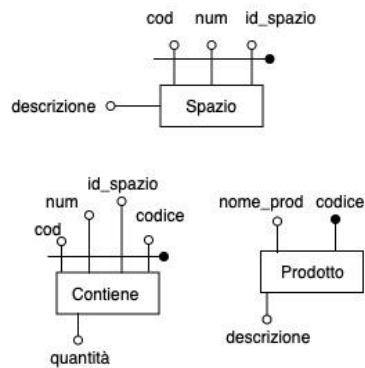 cod num id_spazio
descrizione
Spazio
id_spazio
num
cod
codice
Contiene
quantità
nome_prod codice
Prodotto
descrizione